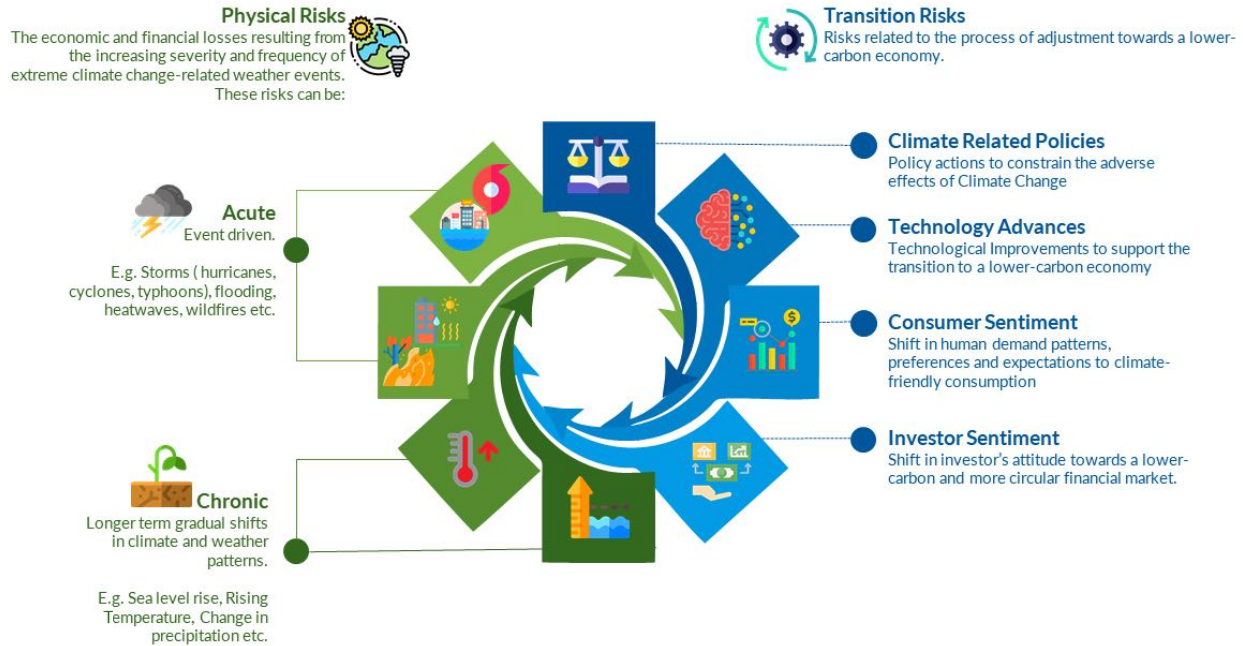 Physical Risks
The economic and financial losses resulting from
the increasing severity and frequency of
extreme climate change-related weather events.
These risks can be:
Acute
Event driven.
E.g. Storms ( hurricanes,
cyclones, typhoons), flooding,
heatwaves, wildfires etc.
Chronic
Longer term gradual shifts
in climate and weather
patterns.
E.g. Sea level rise, Rising
Temperature, Change in
precipitation etc.
Transition Risks
Risks related to the process of adjustment towards a lower-
carbon economy.
Climate Related Policies
Policy actions to constrain the adverse
effects of Climate Change
Technology Advances
Technological Improvements to support the
transition to a lower-carbon economy
Consumer Sentiment
Shift in human demand patterns,
preferences and expectations to climate-
friendly consumption
Investor Sentiment
Shift in investor's attitude towards a lower-
carbon and more circular financial market.
$